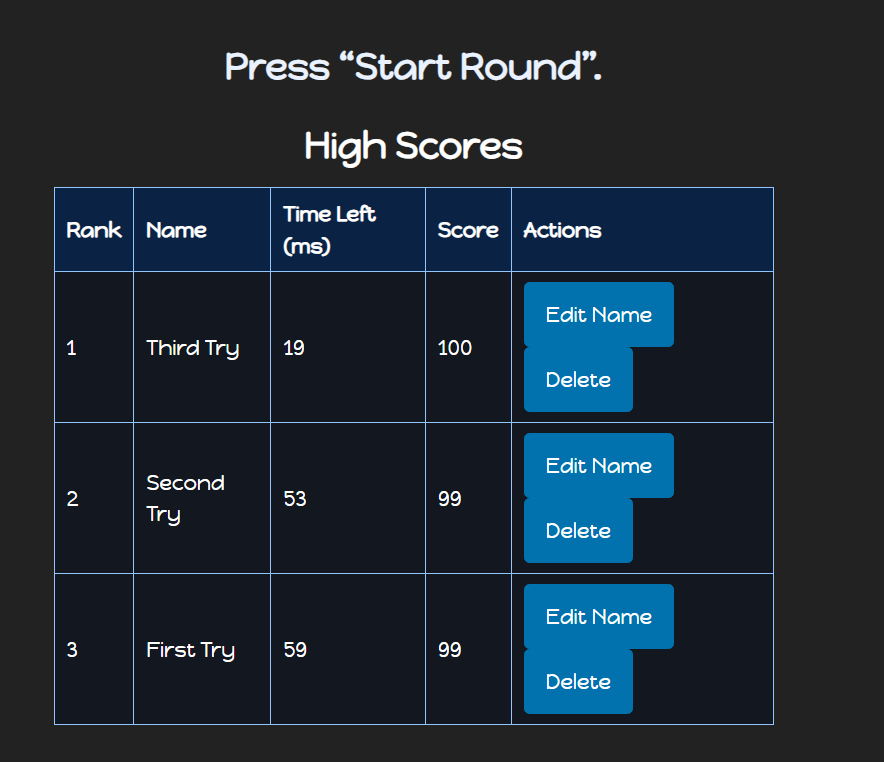 Press “Start Round”.
High Scores
Rank Name Time Left (ms) Score Actions
1 Third Try 19 100 Edit Name Delete
2 Second Try 53 99 Edit Name Delete
3 First Try 59 99 Edit Name Delete